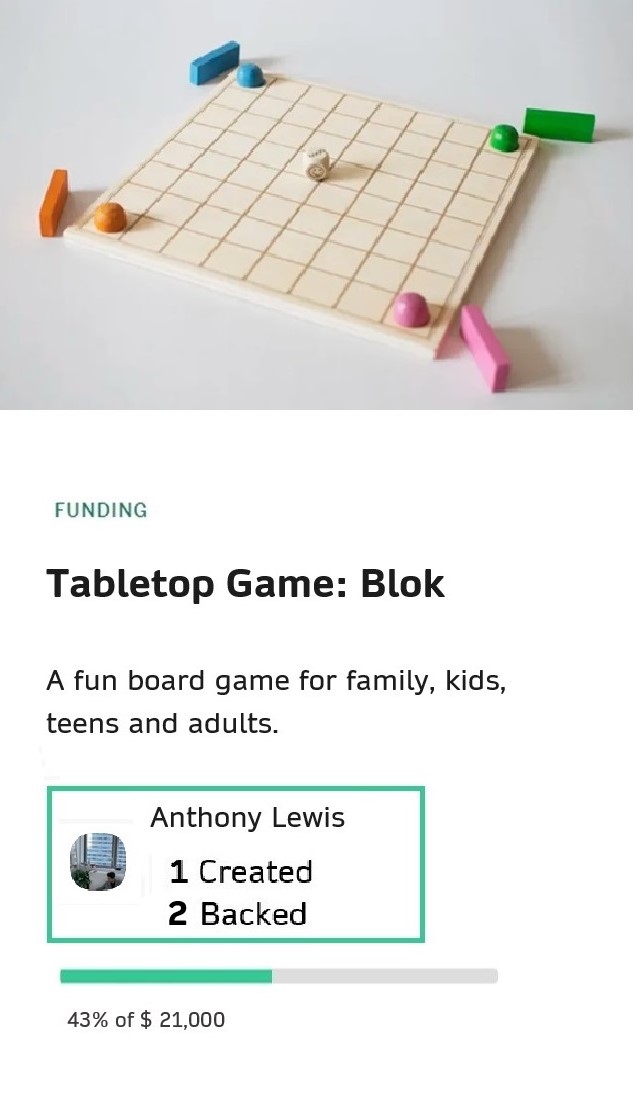 FUNDING
Tabletop Game: Blok
A fun board game for family, kids,
teens and adults.
Anthony Lewis
1 Created
2 Backed
43% of $ 21,000